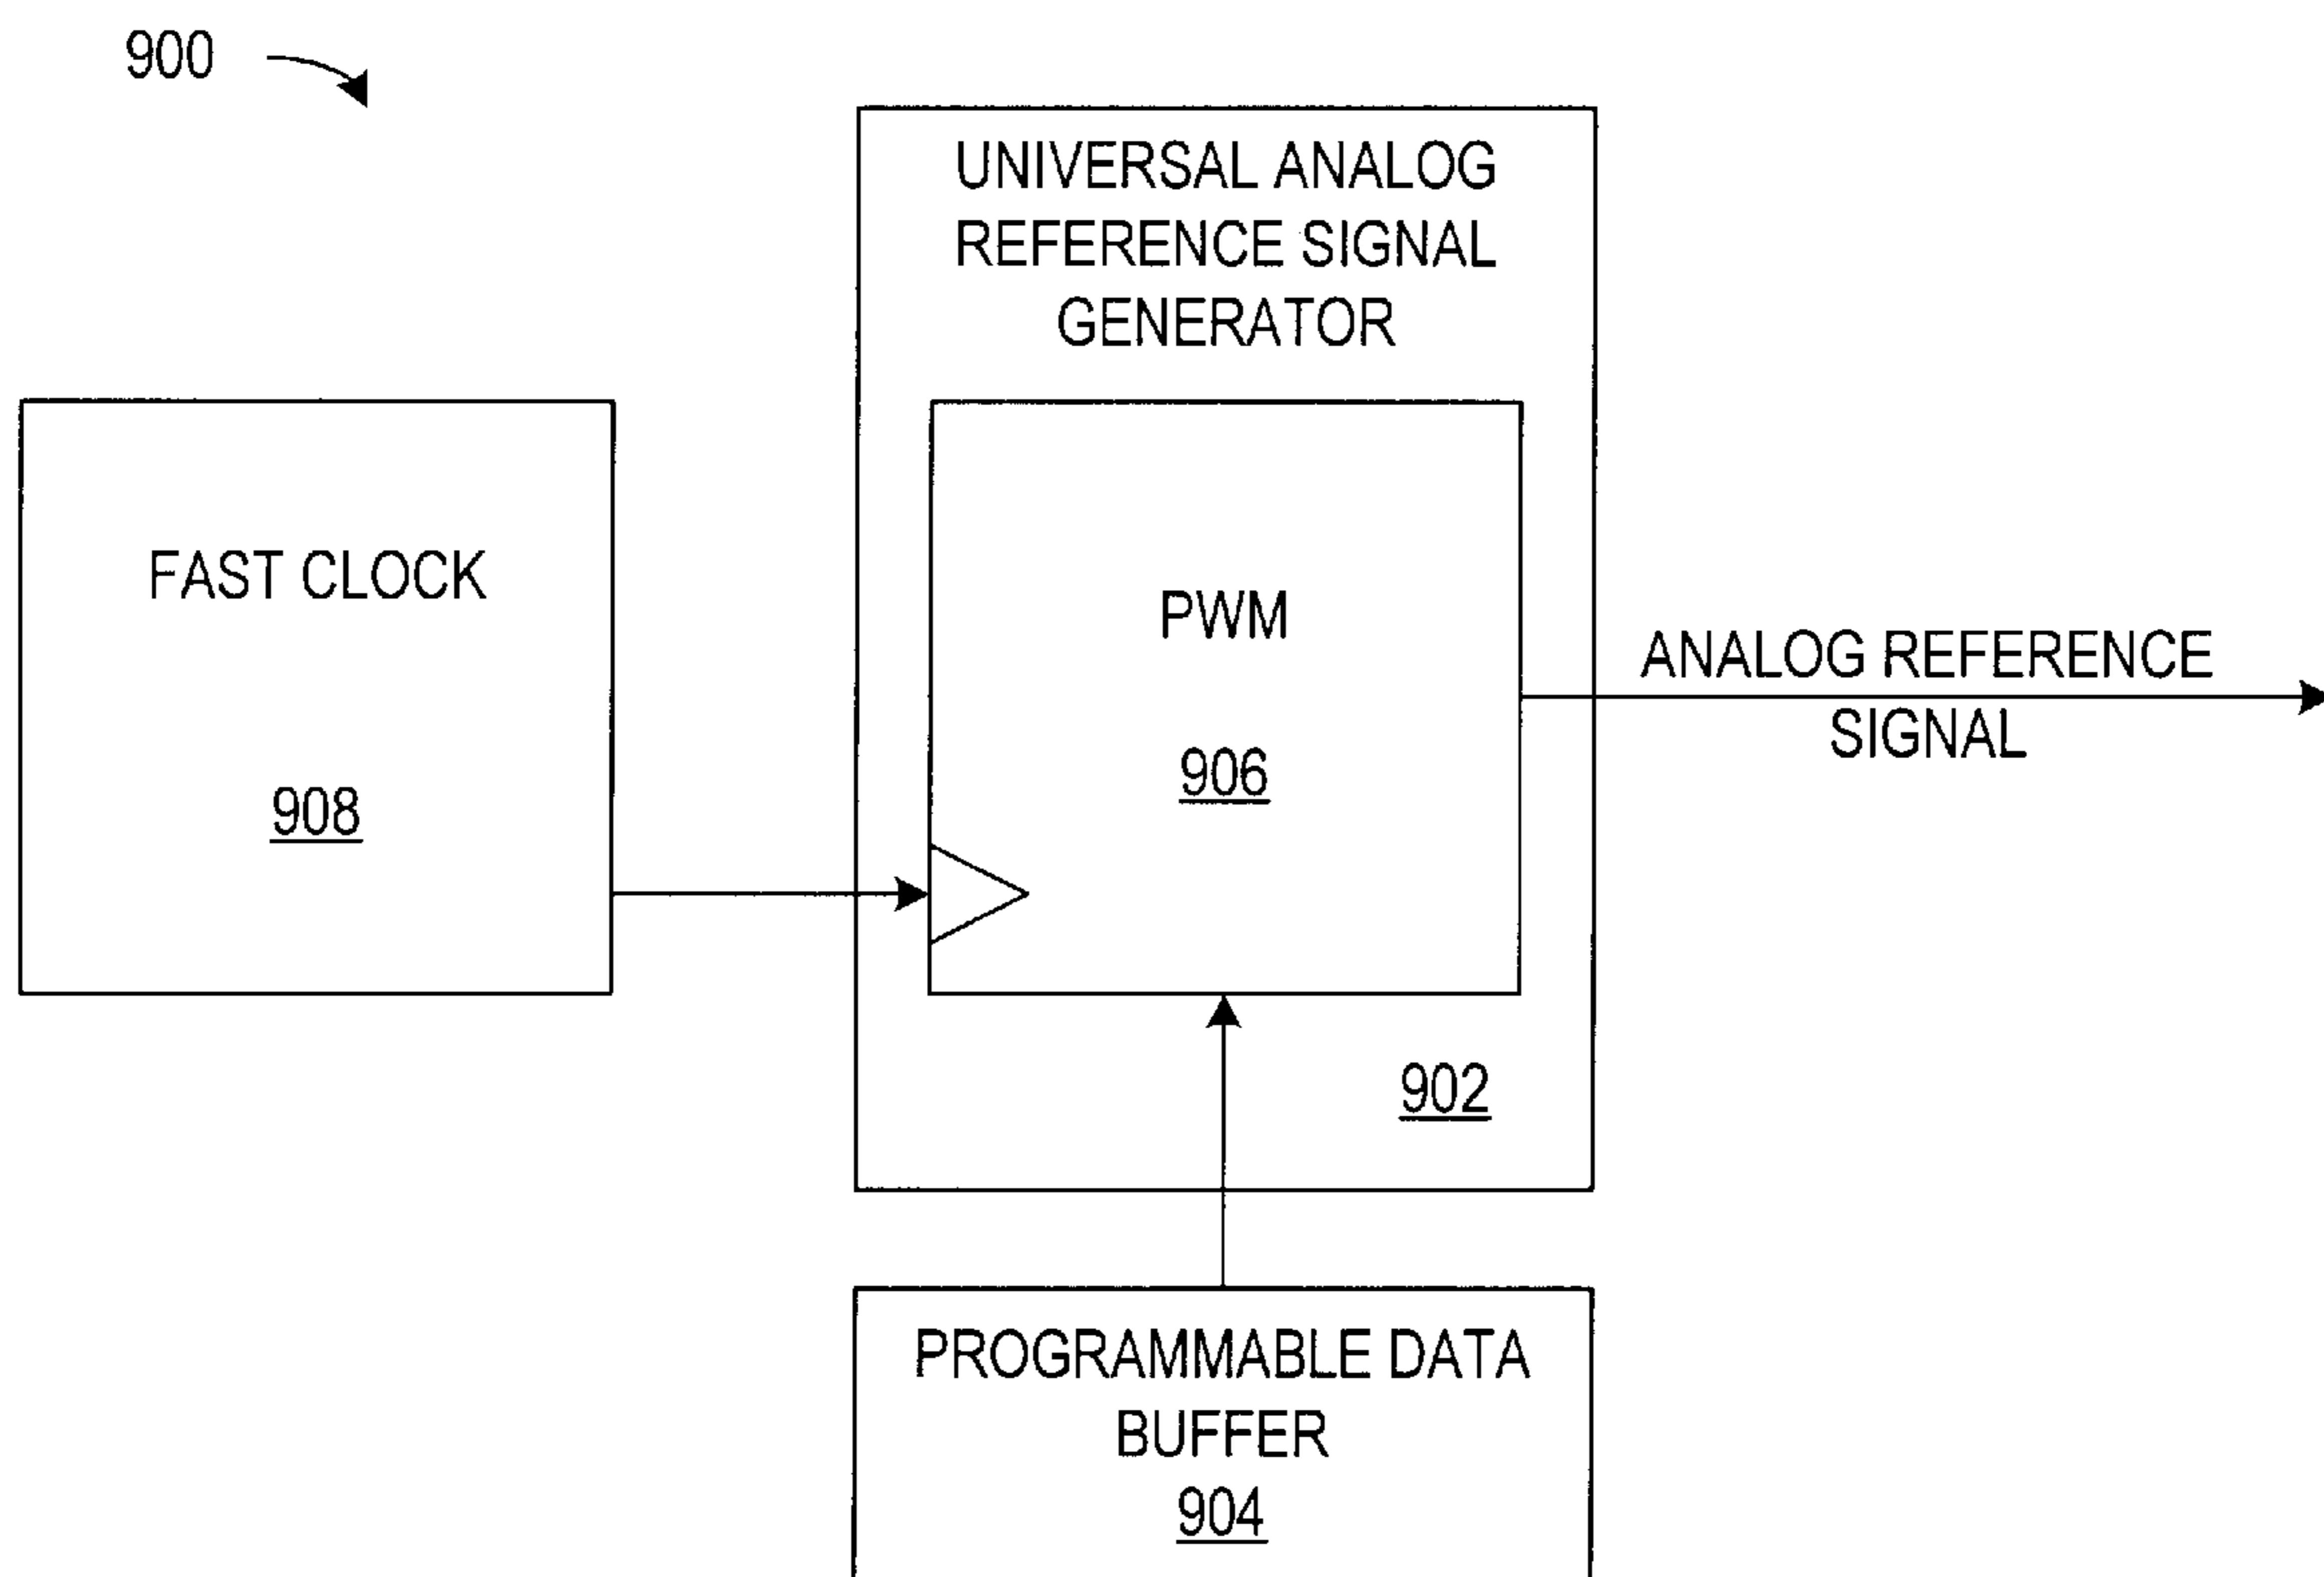 900
UNIVERSAL ANALOG
REFERENCE SIGNAL
GENERATOR
FAST CLOCK
908
PWM
906
ANALOG REFERENCE
SIGNAL
902
PROGRAMMABLE DATA
BUFFER
904